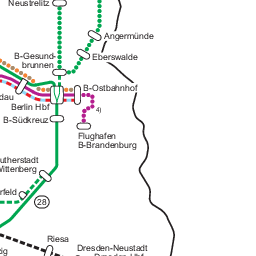 Neustrelitz
Angermünde
B-Gesund-
brunnen
Eberswalde
B-Ostbahnhof
dau
Berlin Hbf
4)
B-Südkreuz
Flughafen
B-Brandenburg
utherstadt
Wittenberg
rfeld
28
Riesa
Dresden-Neustadt